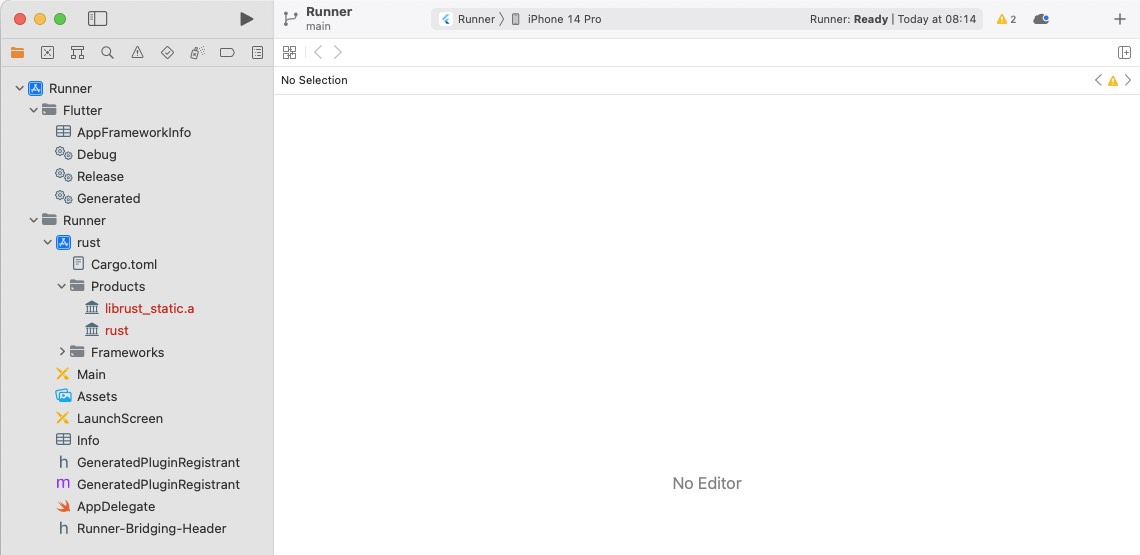 Runner
main
Runner
iPhone 14 Pro
Runner: Ready | Today at 08:14
2
No Selection
Runner
Flutter
AppFrameworkInfo
Debug
Release
Generated
Runner
rust
Cargo.toml
Products
librust_static.a
rust
Frameworks
Main
Assets
LaunchScreen
Info
h GeneratedPluginRegistrant
m GeneratedPluginRegistrant
AppDelegate
h Runner-Bridging-Header
No Editor